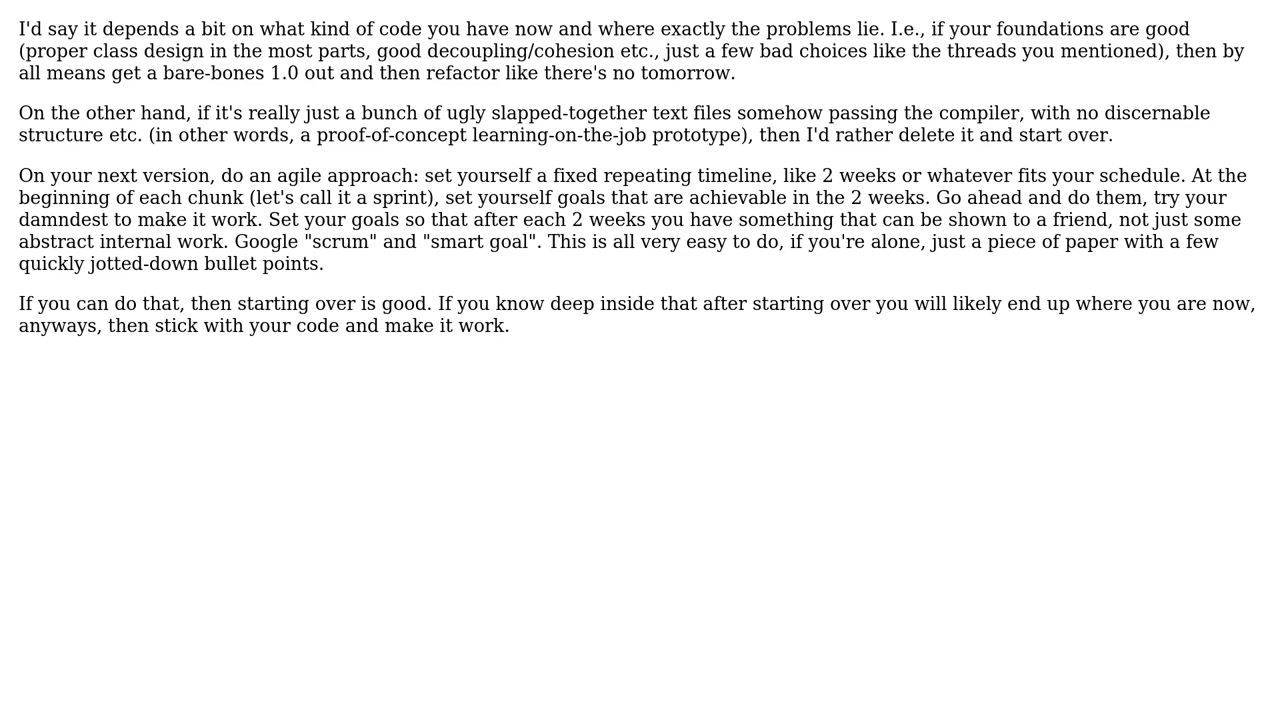 I'd say it depends a bit on what kind of code you have now and where exactly the problems lie. I.e., if your foundations are good
(proper class design in the most parts, good decoupling/cohesion etc., just a few bad choices like the threads you mentioned), then by
all means get a bare-bones 1.0 out and then refactor like there's no tomorrow.
On the other hand, if it's really just a bunch of ugly slapped-together text files somehow passing the compiler, with no discernable
structure etc. (in other words, a proof-of-concept learning-on-the-job prototype), then I'd rather delete it and start over.
On your next version, do an agile approach: set yourself a fixed repeating timeline, like 2 weeks or whatever fits your schedule. At the
beginning of each chunk (let's call it a sprint), set yourself goals that are achievable in the 2 weeks. Go ahead and do them, try your
damndest to make it work. Set your goals so that after each 2 weeks you have something that can be shown to a friend, not just some
abstract internal work. Google "scrum" and "smart goal". This is all very easy to do, if you're alone, just a piece of paper with a few
quickly jotted-down bullet points.
If you can do that, then starting over is good. If you know deep inside that after starting over you will likely end up where you are now,
anyways, then stick with your code and make it work.